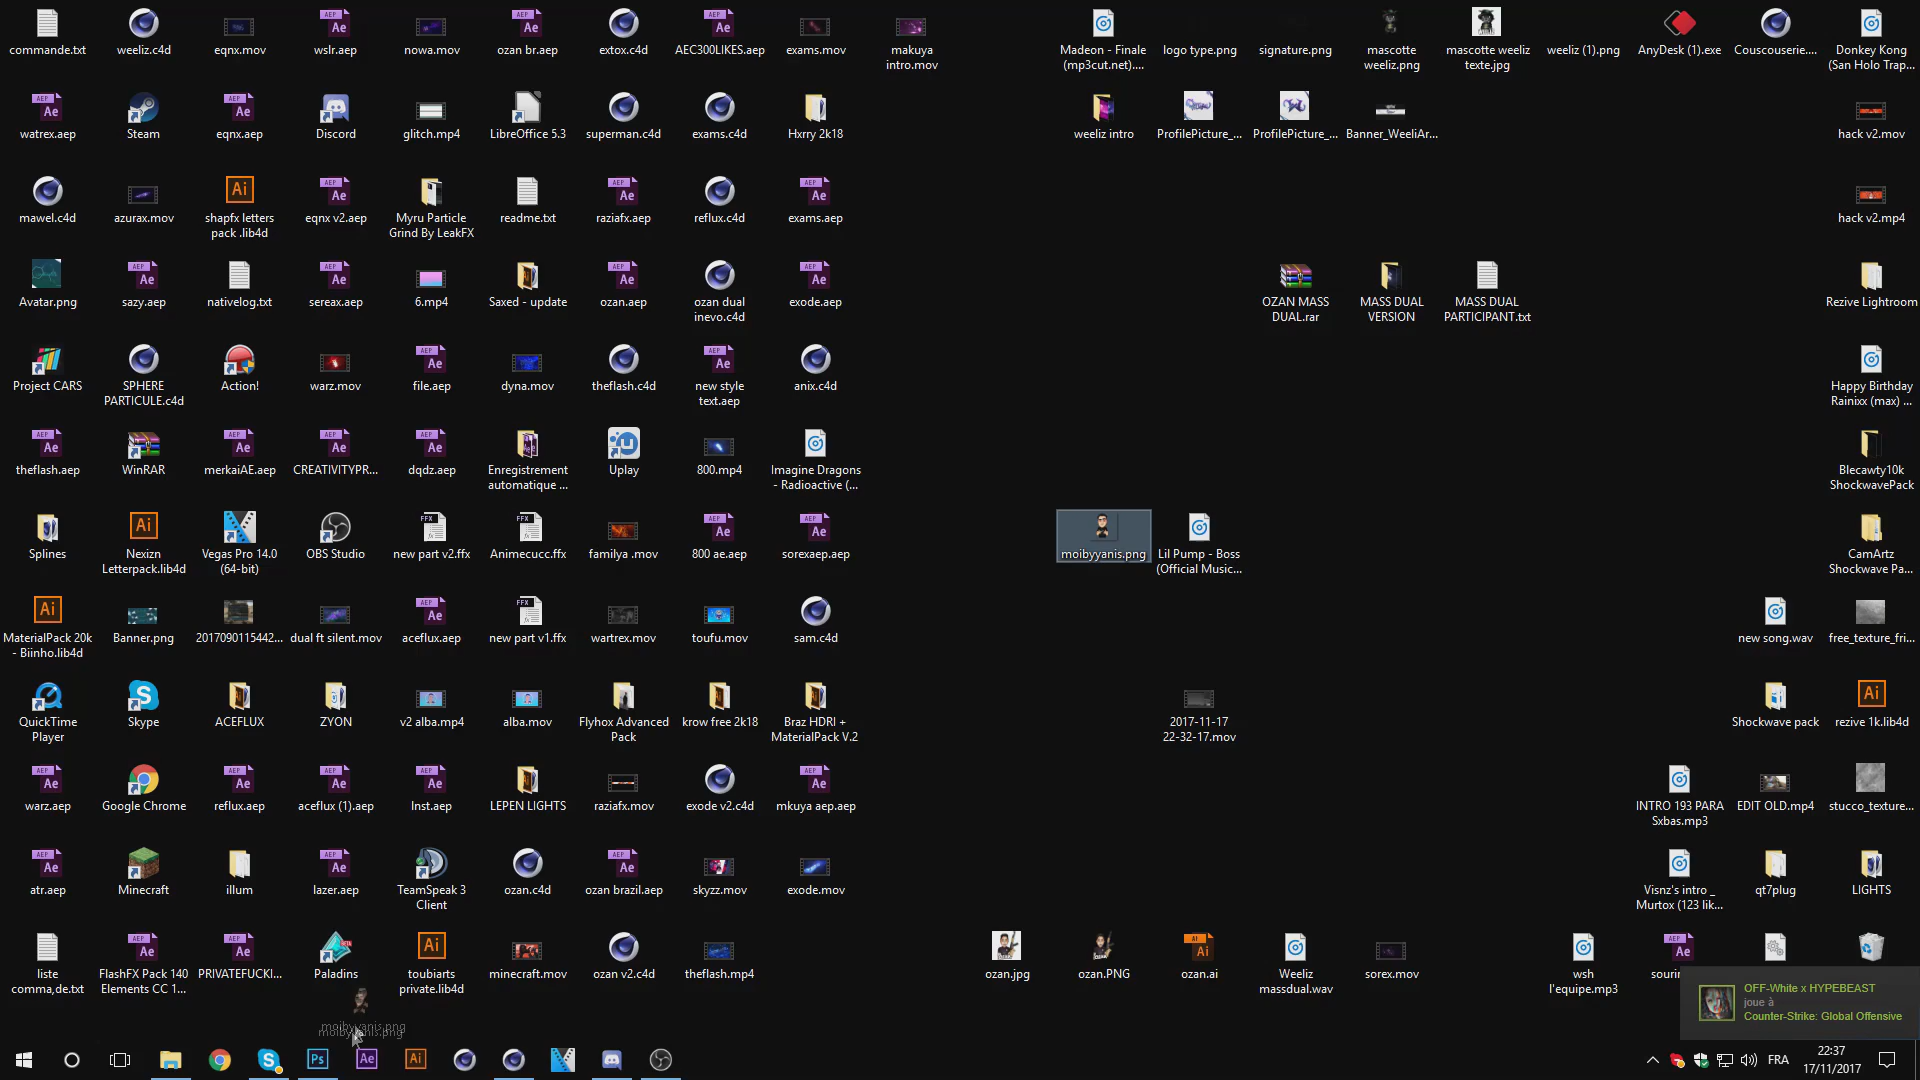 commande.txt
weeliz.c4d
eqnx.mov
wslr.aep
nowa.mov
ozan br.aep
extox.c4d
AEC300LIKES.aep
exams.mov
makuya
intro.mov
Madeon - Finale
(mp3cut.net)....
logo type.png
signature.png
mascotte
weeliz.png
mascotte weeliz
texte.jpg
weeliz (1).png
AnyDesk (1).exe
Couscouserie....
Donkey Kong
(San Holo Trap...
watrex.aep
Steam
eqnx.aep
Discord
glitch.mp4
LibreOffice 5.3
superman.c4d
exams.c4d
Hxrry 2k18
weeliz intro
ProfilePicture_...
ProfilePicture_...
Banner_WeeliAr...
hack v2.mov
mawel.c4d
azurax.mov
shapfx letters
pack .lib4d
eqnx v2.aep
Myru Particle
Grind By LeakFX
readme.txt
raziafx.aep
reflux.c4d
exams.aep
hack v2.mp4
Avatar.png
sazy.aep
nativelog.txt
sereax.aep
6.mp4
Saxed - update
ozan.aep
ozan dual
inevo.c4d
exode.aep
OZAN MASS
DUAL.rar
MASS DUAL
VERSION
MASS DUAL
PARTICIPANT.txt
Rezive Lightroom
Project CARS
SPHERE
PARTICULE.c4d
Action!
warz.mov
file.aep
dyna.mov
theflash.c4d
new style
text.aep
anix.c4d
Happy Birthday
Rainixx (max) ...
theflash.aep
WinRAR
merkaiAE.aep
CREATIVITYPR...
dqdz.aep
Enregistrement
automatique ...
Uplay
800.mp4
Imagine Dragons
- Radioactive (...
Blecawty10k
ShockwavePack
Splines
Nexizn
Letterpack.lib4d
Vegas Pro 14.0
(64-bit)
OBS Studio
new part v2.ffx
Animecucc.ffx
familya .mov
800 ae.aep
sorexaep.aep
moibyyanis.png
Lil Pump - Boss
(Official Music...
CamArtz
Shockwave Pa...
MaterialPack 20k
- Biinho.lib4d
Banner.png
2017090115442...
dual ft silent.mov
aceflux.aep
new part v1.ffx
wartrex.mov
toufu.mov
sam.c4d
new song.wav
free_texture_fri...
QuickTime
Player
Skype
ACEFLUX
ZYON
v2 alba.mp4
alba.mov
Flyhox Advanced
Pack
krow free 2k18
Braz HDRI +
MaterialPack V.2
2017-11-17
22-32-17.mov
Shockwave pack
rezive 1k.lib4d
warz.aep
Google Chrome
reflux.aep
aceflux (1).aep
Inst.aep
LEPEN LIGHTS
raziafx.mov
exode v2.c4d
mkuya aep.aep
INTRO 193 PARA
Sxbas.mp3
EDIT OLD.mp4
stucco_texture...
atr.aep
Minecraft
illum
lazer.aep
TeamSpeak 3
Client
ozan.c4d
ozan brazil.aep
skyzz.mov
exode.mov
Visnz's intro _
Murtox (123 lik...
qt7plug
LIGHTS
liste
comma,de.txt
FlashFX Pack 140
Elements CC 1...
PRIVATEFUCKI...
Paladins
toubiarts
private.lib4d
minecraft.mov
ozan v2.c4d
theflash.mp4
ozan.jpg
ozan.PNG
ozan.ai
Weeliz
massdual.wav
sorex.mov
wsh
l'equipe.mp3
sourir
moibyyanis.png
OFF-White x HYPEBEAST
joue à
Counter-Strike: Global Offensive
FRA
22:37
17/11/2017